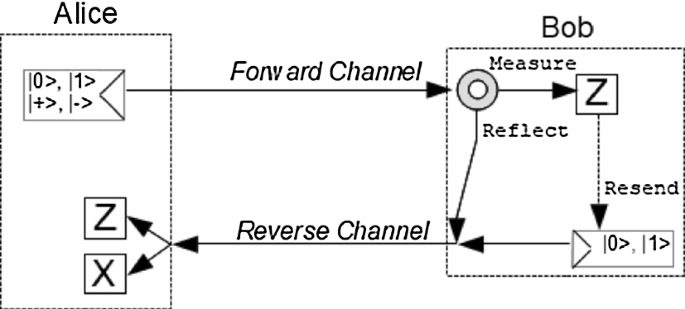 Alice
Bob
|0>, |1>
|+>, |->
Forward Channel
Measure
Z
Reflect
Resend
Z
X
Reverse Channel
|0>, |1>